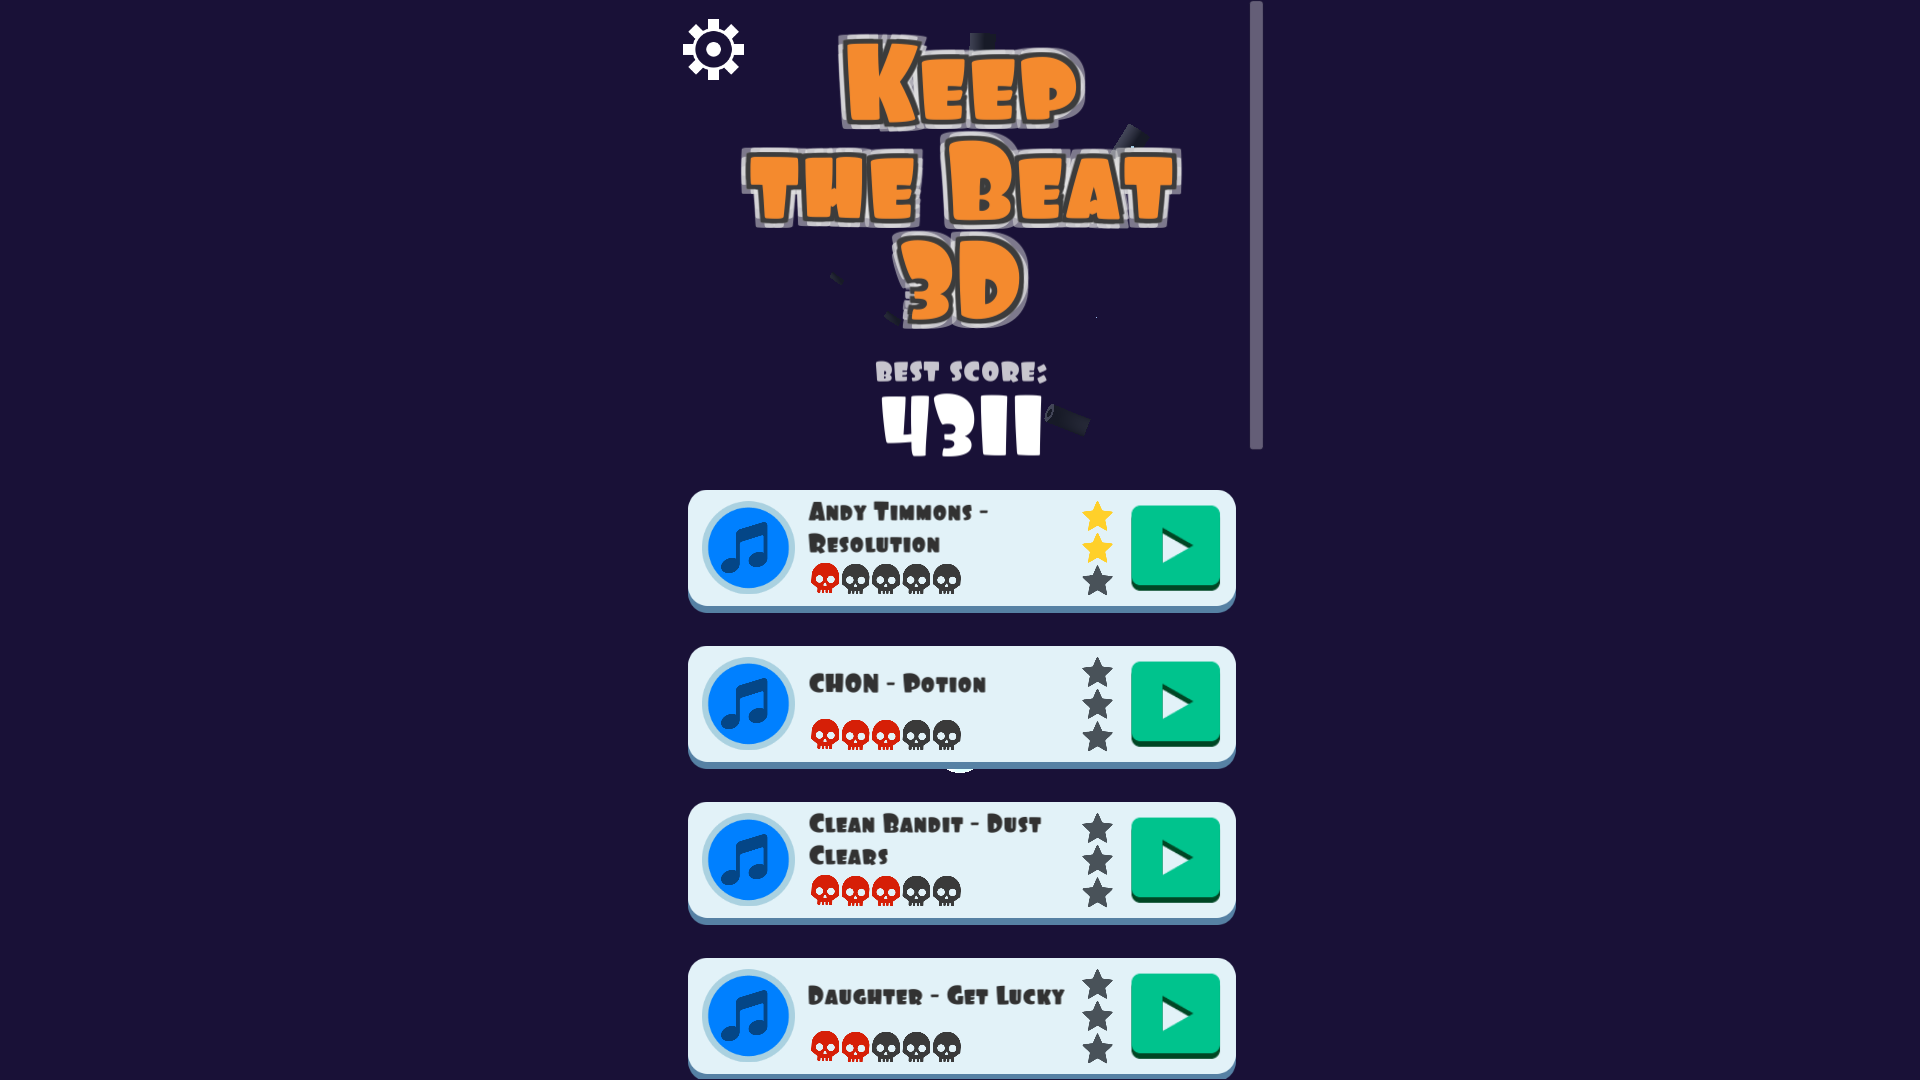 Keep
the Beat
3D
Best Score:
4311
Andy Timmons -
Resolution
CHON - Potion
Clean Bandit - Dust
Clears
Daughter - Get Lucky